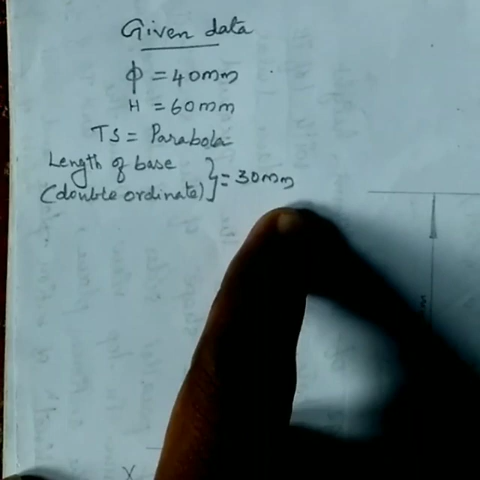 Given data
ϕ = 40mm
H = 60mm
TS = Parabola
Length of base
(double ordinate) } = 30mm
X